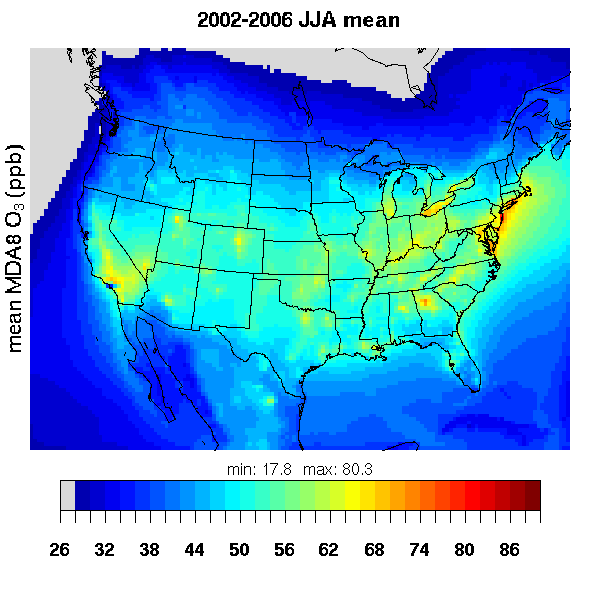 2002-2006 JJA mean
mean MDA8 O₃ (ppb)
min: 17.8 max: 80.3
26 32 38 44 50 56 62 68 74 80 86